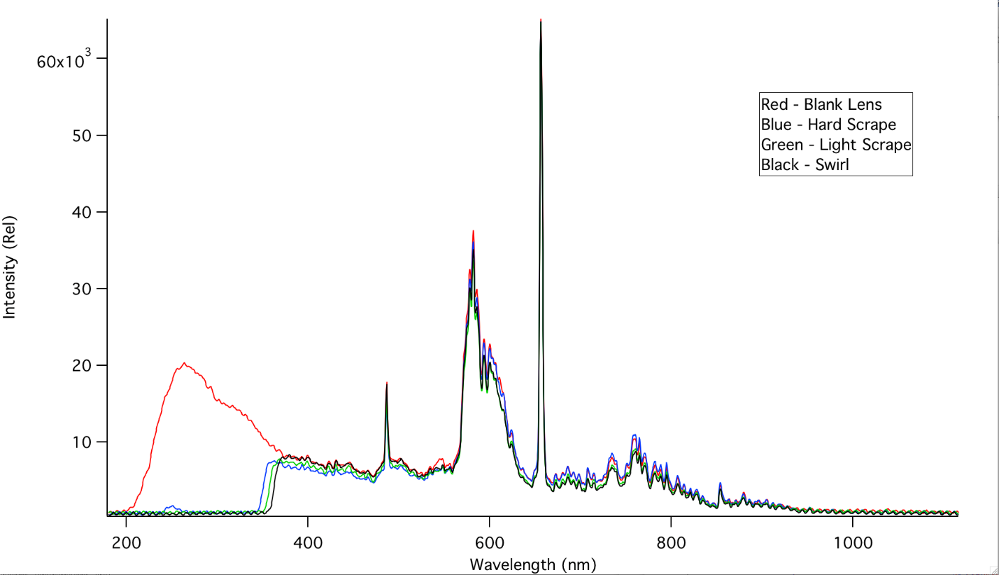 60x10³
50
40
30
20
10
Intensity (Rel)
Red - Blank Lens
Blue - Hard Scrape
Green - Light Scrape
Black - Swirl
200 400 600 800 1000
Wavelength (nm)